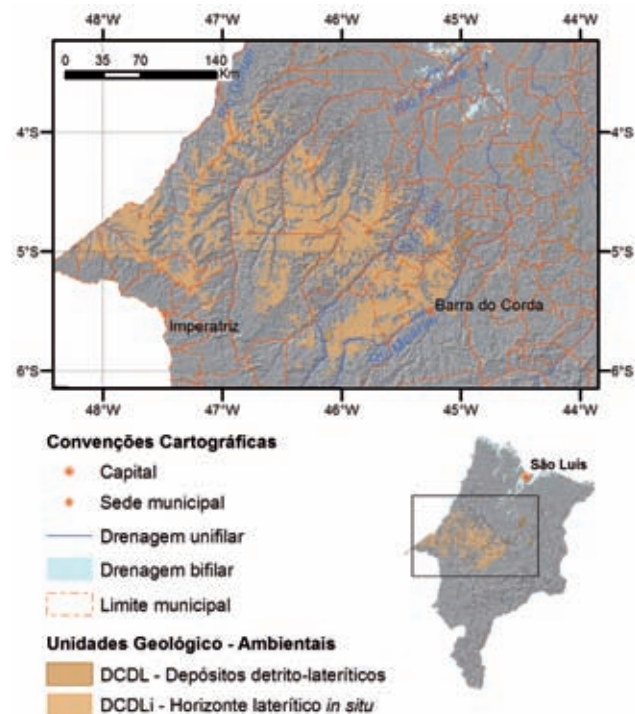 48°W 47°W 46°W 45°W 44°W
0 35 70 140
Km
4°S 4°S
5°S 5°S
Barra do Corda
Imperatriz
6°S 6°S
48°W 47°W 46°W 45°W 44°W
Convenções Cartográficas
Capital
Sede municipal
Drenagem unifilar
Drenagem bifilar
Limite municipal
São Luis
Unidades Geológico - Ambientais
DCDL - Depósitos detrito-lateríticos
DCDLi - Horizonte laterítico in situ